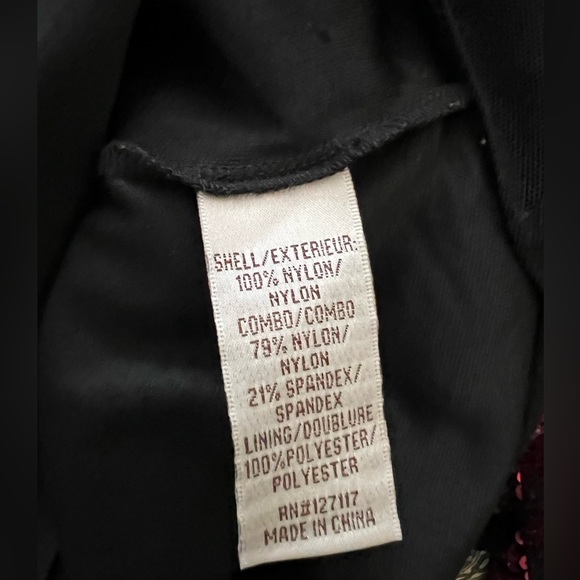 SHELL/EXTERIEUR:
100% NYLON/
NYLON
COMBO/COMBO
79% NYLON/
NYLON
21% SPANDEX/
SPANDEX
LINING/DOUBLURE
100%POLYESTER/
POLYESTER
RN#127117
MADE IN CHINA